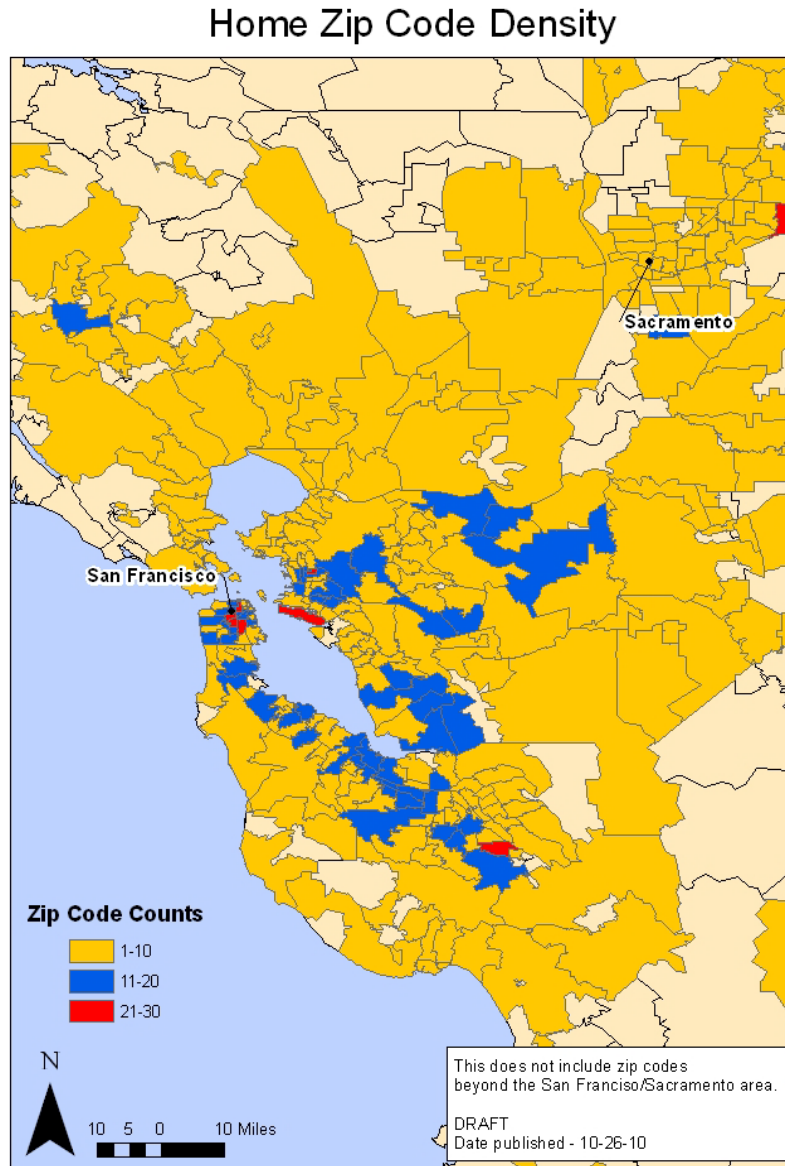 Home Zip Code Density
Sacramento
San Francisco
Zip Code Counts
1-10
11-20
21-30
N
10 5 0 10 Miles
This does not include zip codes
beyond the San Franciso/Sacramento area.
DRAFT
Date published - 10-26-10